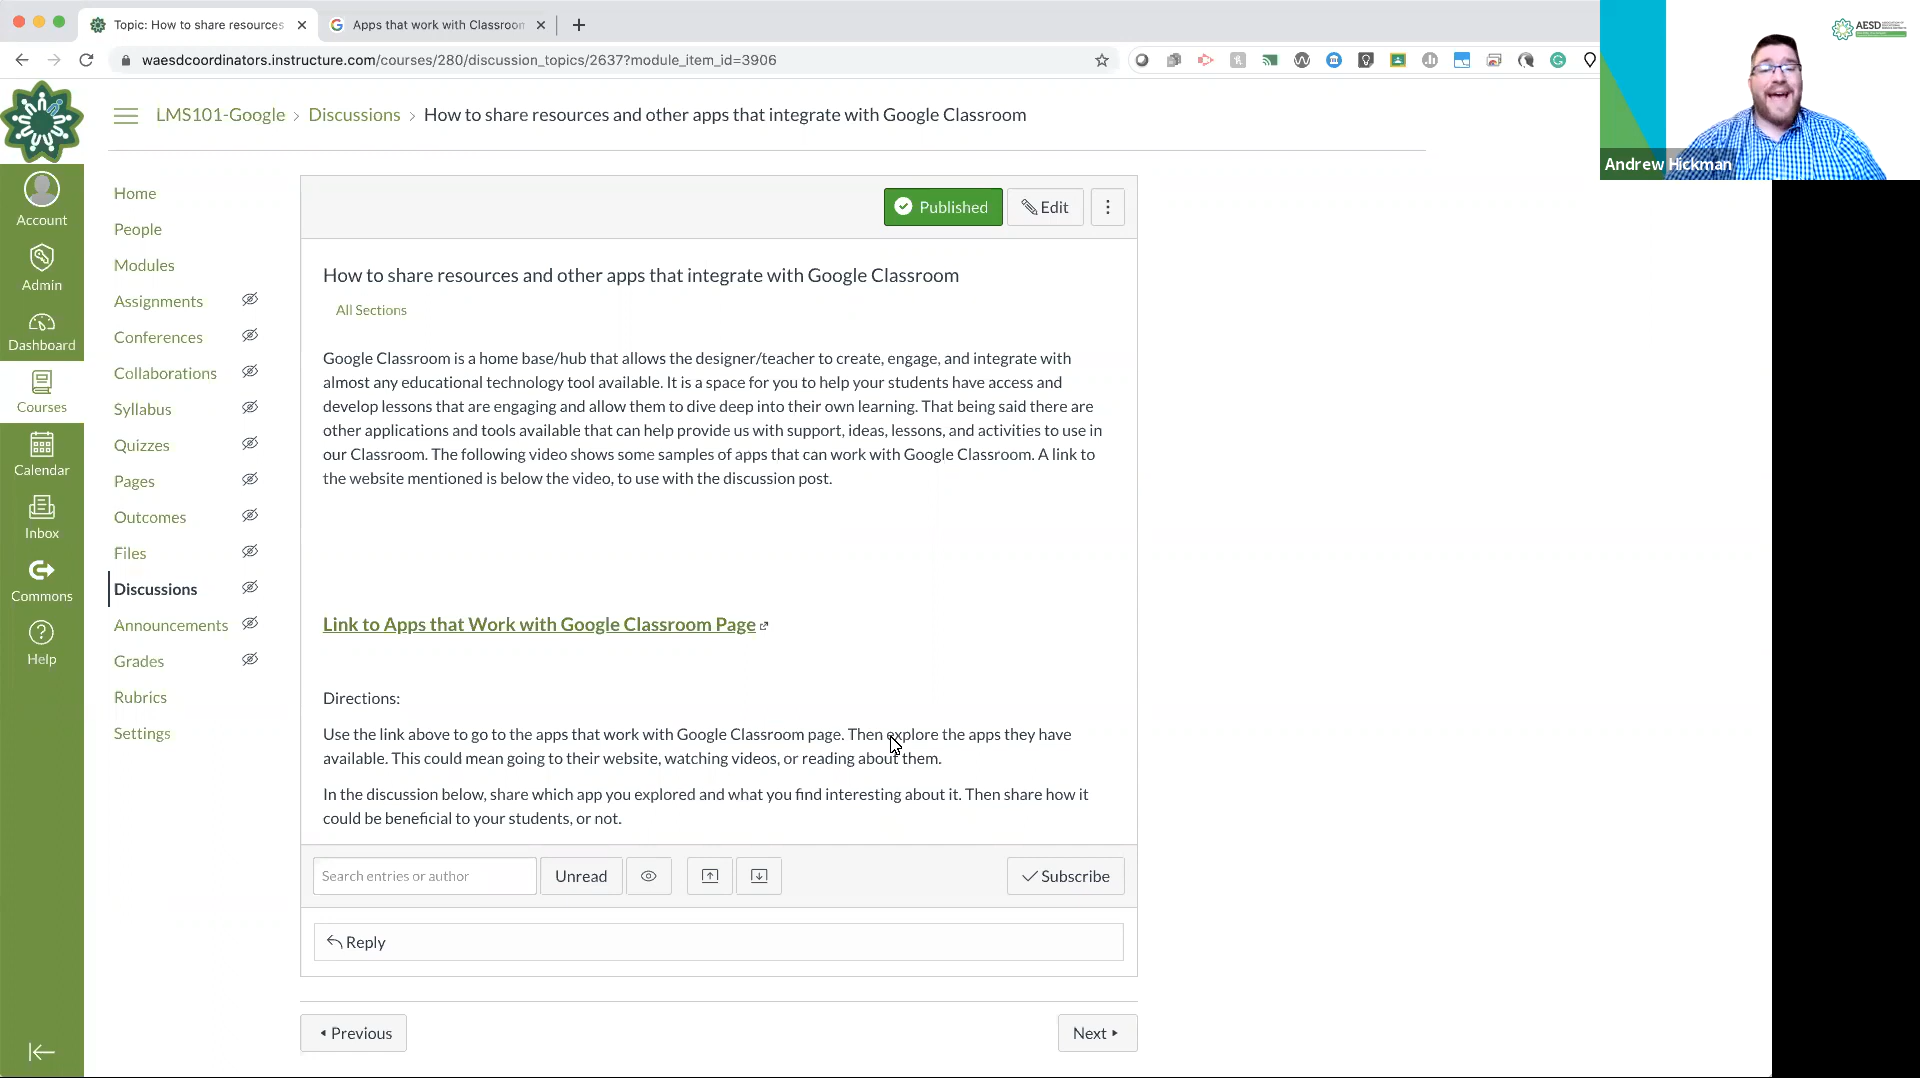 Topic: How to share resources
Apps that work with Classroom
waesdcoordinators.instructure.com/courses/280/discussion_topics/2637?module_item_id=3906
AESD
Andrew Hickman
LMS101-Google > Discussions > How to share resources and other apps that integrate with Google Classroom
Account
Admin
Dashboard
Courses
Calendar
Inbox
Commons
Help
Home
People
Modules
Assignments
Conferences
Collaborations
Syllabus
Quizzes
Pages
Outcomes
Files
Discussions
Announcements
Grades
Rubrics
Settings
Published
Edit
How to share resources and other apps that integrate with Google Classroom
All Sections
Google Classroom is a home base/hub that allows the designer/teacher to create, engage, and integrate with
almost any educational technology tool available. It is a space for you to help your students have access and
develop lessons that are engaging and allow them to dive deep into their own learning. That being said there are
other applications and tools available that can help provide us with support, ideas, lessons, and activities to use in
our Classroom. The following video shows some samples of apps that can work with Google Classroom. A link to
the website mentioned is below the video, to use with the discussion post.
Link to Apps that Work with Google Classroom Page
Directions:
Use the link above to go to the apps that work with Google Classroom page. Then explore the apps they have
available. This could mean going to their website, watching videos, or reading about them.
In the discussion below, share which app you explored and what you find interesting about it. Then share how it
could be beneficial to your students, or not.
Search entries or author
Unread
Subscribe
Reply
Previous
Next